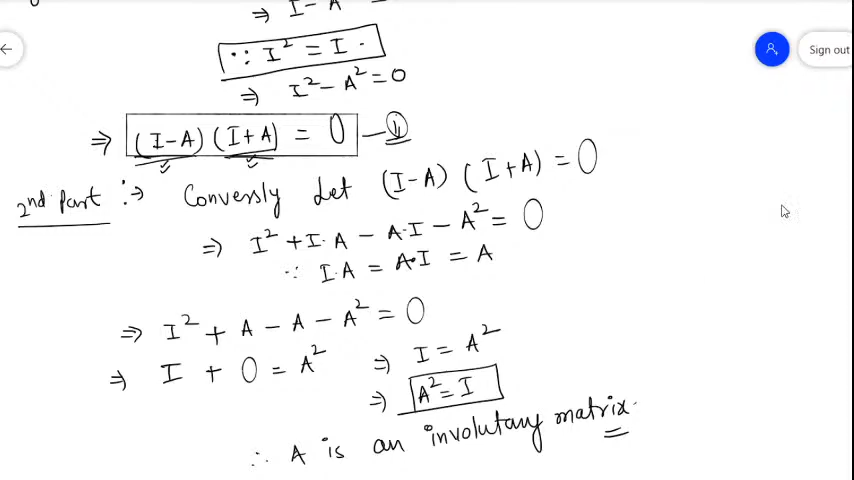 ⇒ I - A =
∵ I² = I ·
⇒ I² - A² = 0
⇒ (I-A) (I+A) = 0 — ①
2nd Part :→ Conversly Let (I-A) (I+A) = 0
⇒ I² + I·A - A·I - A² = 0
∵ I·A = A·I = A
⇒ I² + A - A - A² = 0
⇒ I + 0 = A² ⇒ I = A²
⇒ A² = I
∴ A is an involutary matrix.
Sign out